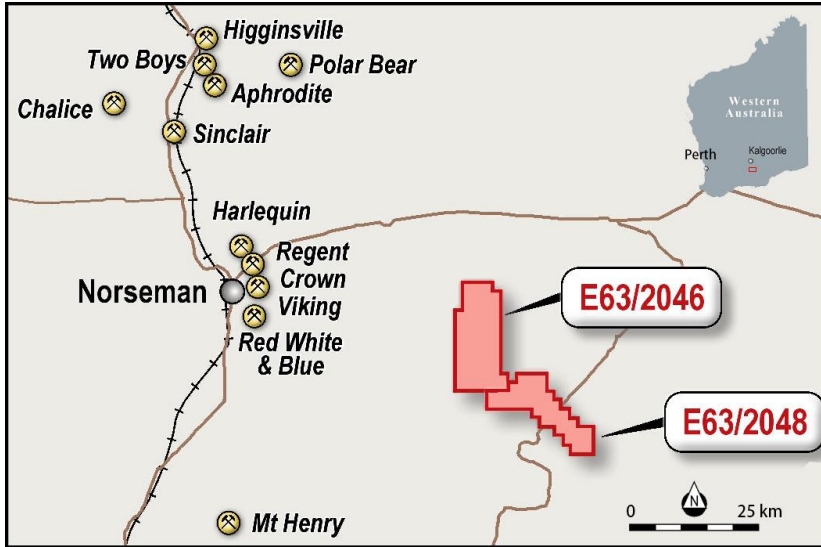 Higginsville
Two Boys
Polar Bear
Aphrodite
Chalice
Sinclair
Western
Australia
Perth
Kalgoorlie
Harlequin
Regent
Crown
Norseman
Viking
Red White
& Blue
E63/2046
E63/2048
Mt Henry
0
N
25 km